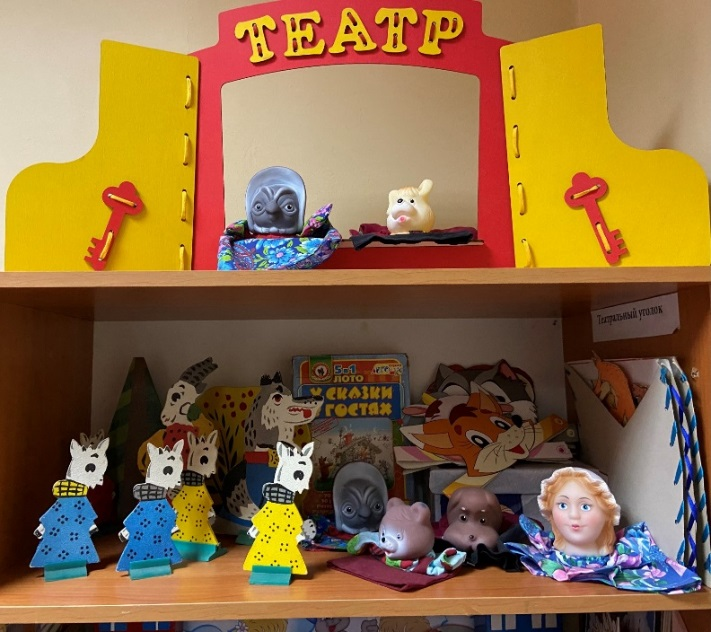 ТЕАТР
Театральный уголок
5в1
ЛОТО
У СКАЗКИ
В ГОСТЯХ